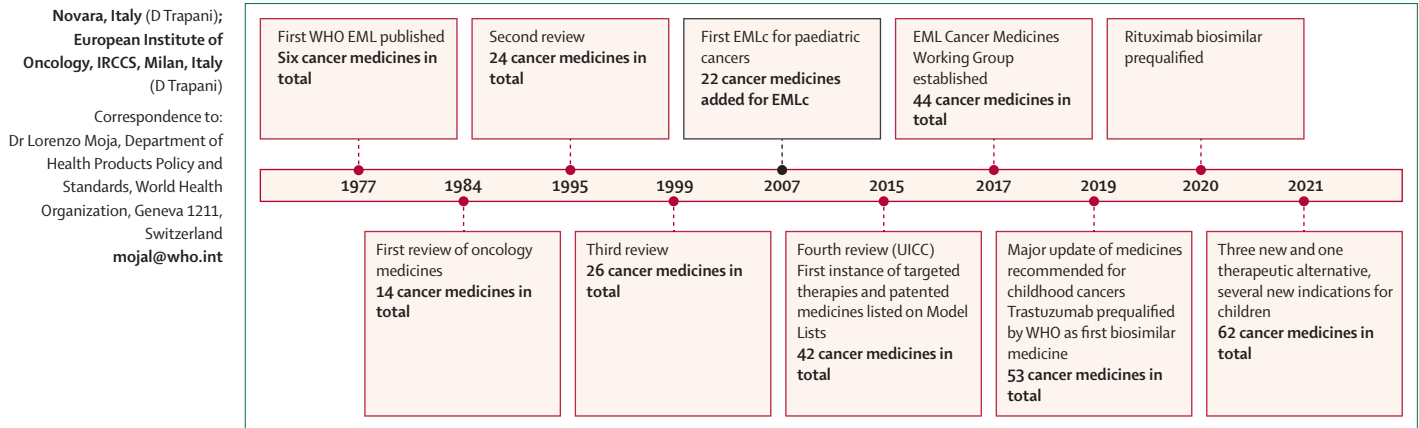 Novara, Italy (D Trapani);
European Institute of
Oncology, IRCCS, Milan, Italy
(D Trapani)
Correspondence to:
Dr Lorenzo Moja, Department of
Health Products Policy and
Standards, World Health
Organization, Geneva 1211,
Switzerland
mojal@who.int
First WHO EML published
Six cancer medicines in
total
Second review
24 cancer medicines in total
First EMLc for paediatric
cancers
22 cancer medicines
added for EMLc
EML Cancer Medicines
Working Group
established
44 cancer medicines in
total
Rituximab biosimilar
prequalified
1977 1984 1995 1999 2007 2015 2017 2019 2020 2021
First review of oncology
medicines
14 cancer medicines in
total
Third review
26 cancer medicines in
total
Fourth review (UICC)
First instance of targeted
therapies and patented
medicines listed on Model
Lists
42 cancer medicines in
total
Major update of medicines
recommended for
childhood cancers
Trastuzumab prequalified
by WHO as first biosimilar
medicine
53 cancer medicines in
total
Three new and one
therapeutic alternative,
several new indications for
children
62 cancer medicines in
total